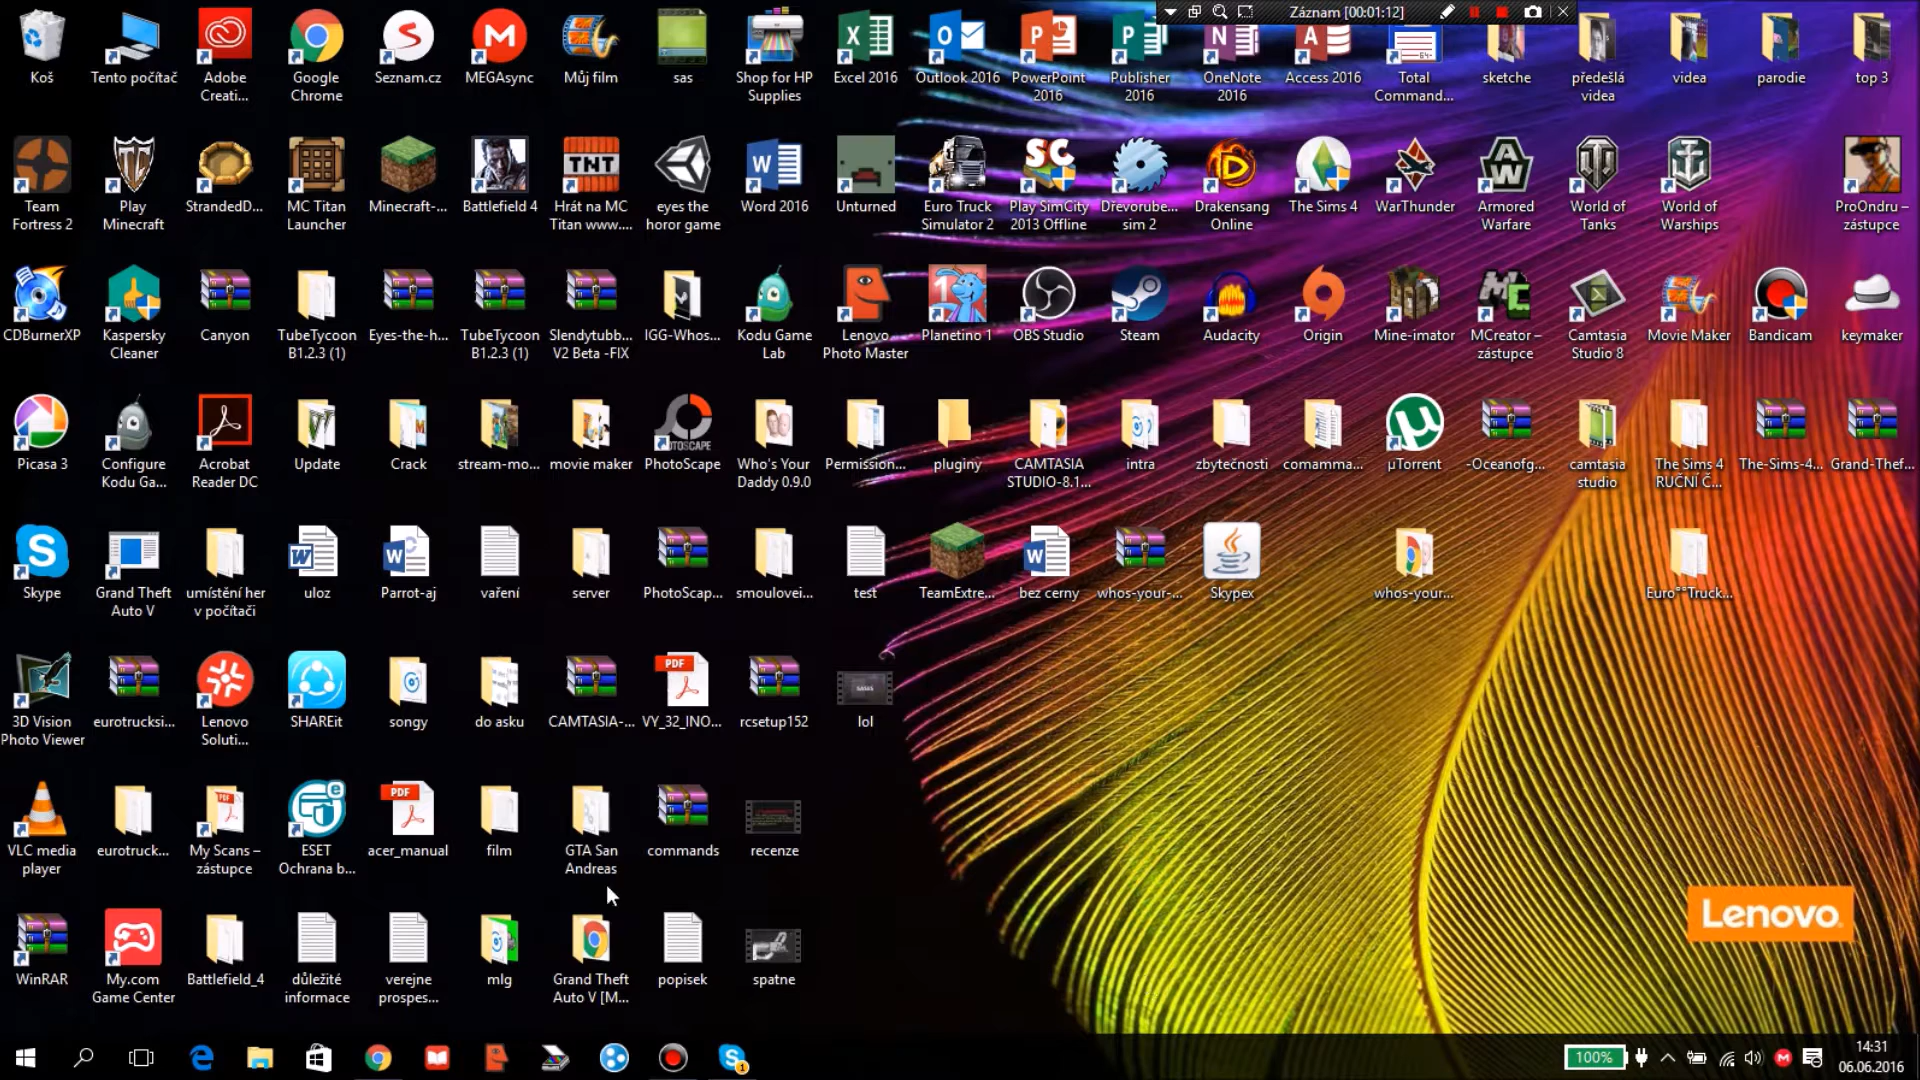 Záznam [00:01:12]
Koš
Tento počítač
Adobe Creati...
Google Chrome
Seznam.cz
MEGAsync
Můj film
sas
Shop for HP Supplies
Excel 2016
Outlook 2016
PowerPoint 2016
Publisher 2016
OneNote 2016
Access 2016
Total Command...
sketche
předešlá videa
videa
parodie
top 3
Team Fortress 2
Play Minecraft
StrandedD...
MC Titan Launcher
Minecraft-...
Battlefield 4
TNT
Hrát na MC Titan www....
eyes the horor game
Word 2016
Unturned
Euro Truck Simulator 2
SC
Play SimCity 2013 Offline
Dřevorube... sim 2
Drakensang Online
The Sims 4
WarThunder
AW
Armored Warfare
World of Tanks
World of Warships
ProOndru – zástupce
CDBurnerXP
Kaspersky Cleaner
Canyon
TubeTycoon B1.2.3 (1)
Eyes-the-h...
TubeTycoon B1.2.3 (1)
Slendytubb... V2 Beta -FIX
IGG-Whos...
Kodu Game Lab
Lenovo Photo Master
Planetino 1
OBS Studio
Steam
Audacity
Origin
Mine-imator
MCreator – zástupce
Camtasia Studio 8
Movie Maker
Bandicam
keymaker
Picasa 3
Configure Kodu Ga...
Acrobat Reader DC
Update
Crack
stream-mo...
movie maker
PhotoScape
Who's Your Daddy 0.9.0
Permission...
pluginy
CAMTASIA STUDIO-8.1...
intra
zbytečnosti
comamma...
µTorrent
-Oceanofg...
camtasia studio
The Sims 4 RUČNÍ Č...
The-Sims-4...
Grand-Thef...
Skype
Grand Theft Auto V
umístění her v počítači
uloz
Parrot-aj
vaření
server
PhotoScap...
smoulovei...
test
TeamExtre...
bez cerny
whos-your-...
Skypex
whos-your...
Euro°°Truck...
3D Vision Photo Viewer
eurotrucksi...
Lenovo Soluti...
SHAREit
songy
do asku
CAMTASIA-...
PDF
VY_32_INO...
rcsetup152
lol
VLC media player
eurotruck...
My Scans – zástupce
ESET Ochrana b...
PDF
acer_manual
film
GTA San Andreas
commands
recenze
Lenovo
WinRAR
My.com Game Center
Battlefield_4
důležité informace
verejne prospes...
mlg
Grand Theft Auto V [M...
popisek
spatne
100%
14:31
06.06.2016